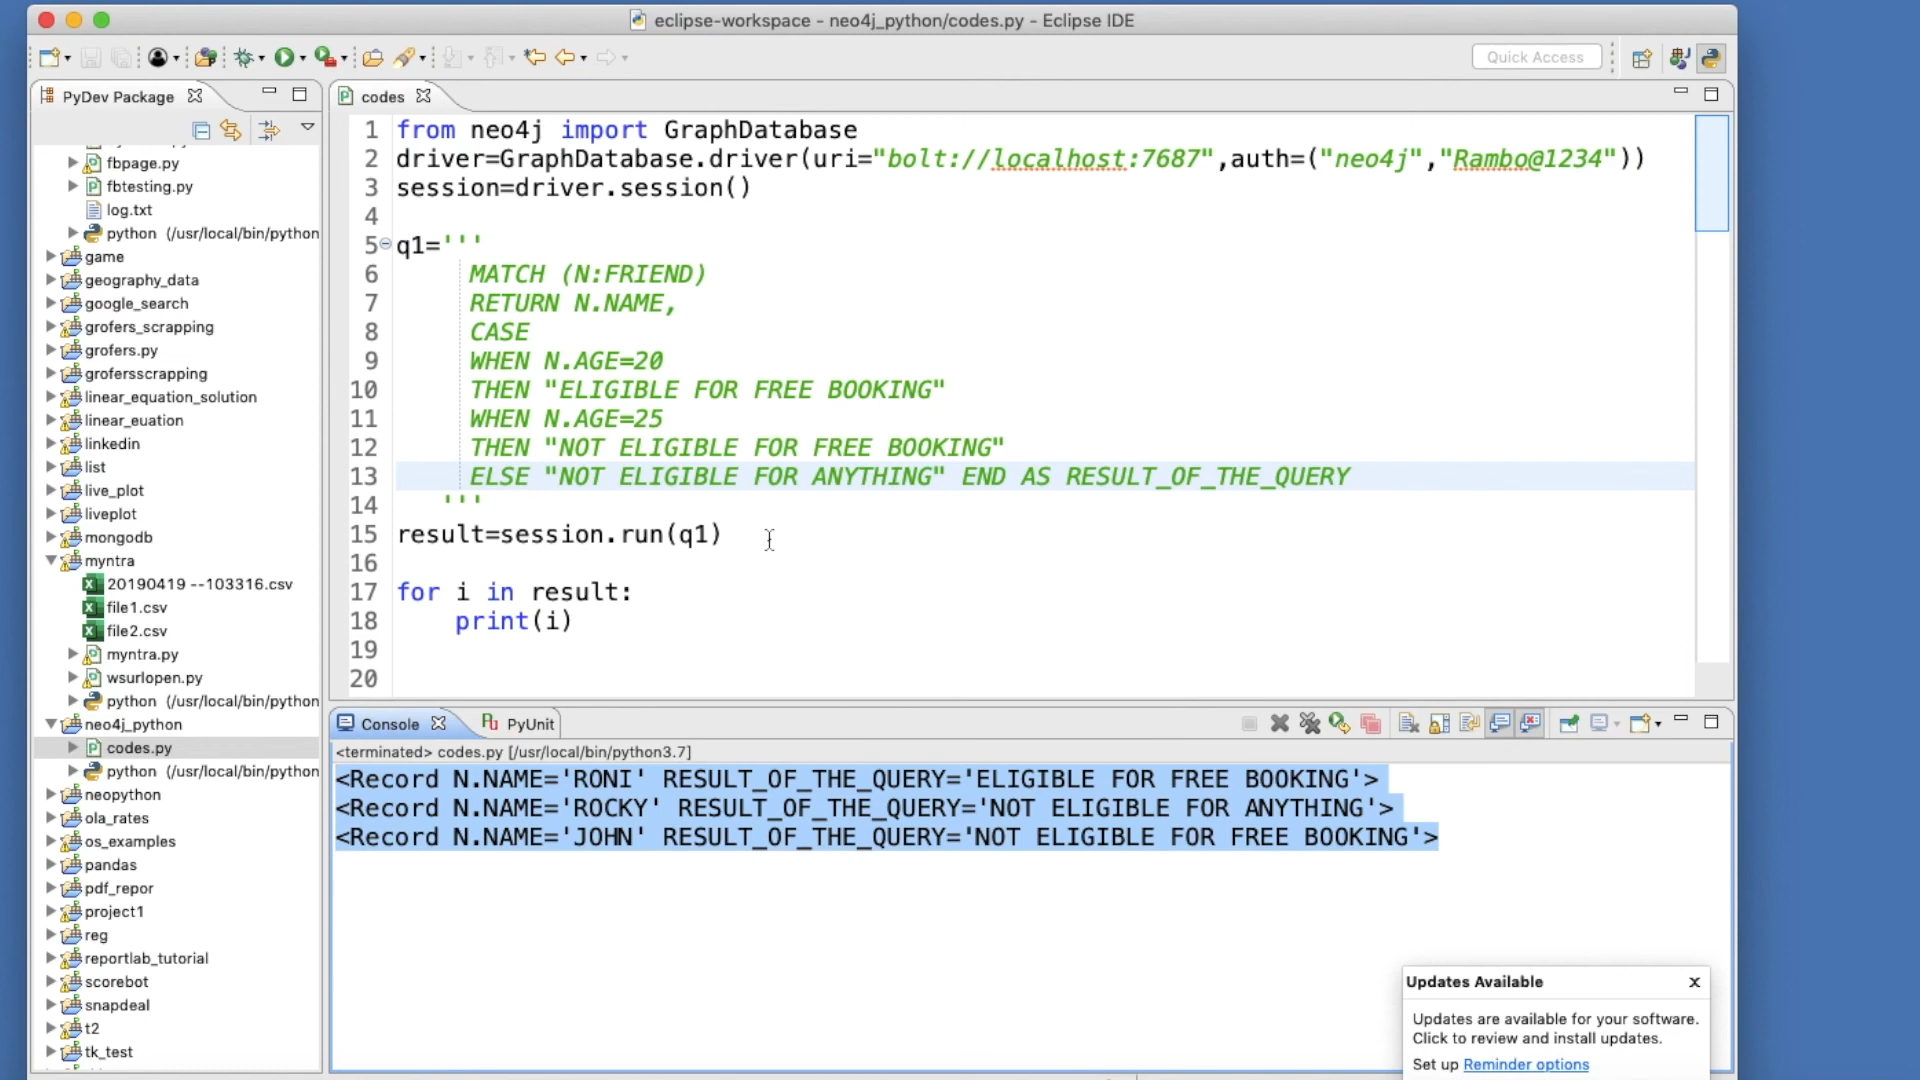 eclipse-workspace - neo4j_python/codes.py - Eclipse IDE
Quick Access
PyDev Package
codes
fbpage.py
fbtesting.py
log.txt
python (/usr/local/bin/python
game
geography_data
google_search
grofers_scrapping
grofers.py
grofersscrapping
linear_equation_solution
linear_euation
linkedin
list
live_plot
liveplot
mongodb
myntra
20190419 --103316.csv
file1.csv
file2.csv
myntra.py
wsurlopen.py
python (/usr/local/bin/python
neo4j_python
codes.py
python (/usr/local/bin/python
neopython
ola_rates
os_examples
pandas
pdf_repor
project1
reg
reportlab_tutorial
scorebot
snapdeal
t2
tk_test
1 from neo4j import GraphDatabase
2 driver=GraphDatabase.driver(uri="bolt://localhost:7687",auth=("neo4j","Rambo@1234"))
3 session=driver.session()
4
5 q1='''
6 MATCH (N:FRIEND)
7 RETURN N.NAME,
8 CASE
9 WHEN N.AGE=20
10 THEN "ELIGIBLE FOR FREE BOOKING"
11 WHEN N.AGE=25
12 THEN "NOT ELIGIBLE FOR FREE BOOKING"
13 ELSE "NOT ELIGIBLE FOR ANYTHING" END AS RESULT_OF_THE_QUERY
14 '''
15 result=session.run(q1)
16
17 for i in result:
18 print(i)
19
20
Console
PyUnit
<terminated> codes.py [/usr/local/bin/python3.7]
<Record N.NAME='RONI' RESULT_OF_THE_QUERY='ELIGIBLE FOR FREE BOOKING'>
<Record N.NAME='ROCKY' RESULT_OF_THE_QUERY='NOT ELIGIBLE FOR ANYTHING'>
<Record N.NAME='JOHN' RESULT_OF_THE_QUERY='NOT ELIGIBLE FOR FREE BOOKING'>
Updates Available
Updates are available for your software.
Click to review and install updates.
Set up Reminder options